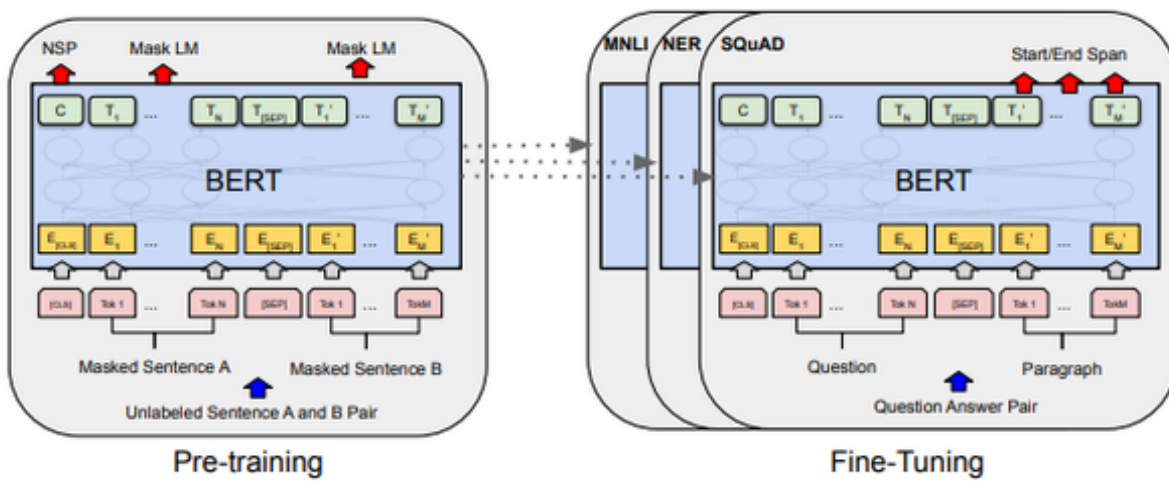 NSP Mask LM Mask LM
C T1 ... TN T[SEP] T1' ... TM'
BERT
E[CLS] E1 ... EN E[SEP] E1' ... EM'
[CLS] Tok 1 ... Tok N [SEP] Tok 1 ... TokM
Masked Sentence A Masked Sentence B
Unlabeled Sentence A and B Pair
Pre-training
MNLI NER SQuAD
Start/End Span
C T1 ... TN T[SEP] T1' ... TM'
BERT
E[CLS] E1 ... EN E[SEP] E1' ... EM'
[CLS] Tok 1 ... Tok N [SEP] Tok 1 ... TokM
Question Paragraph
Question Answer Pair
Fine-Tuning